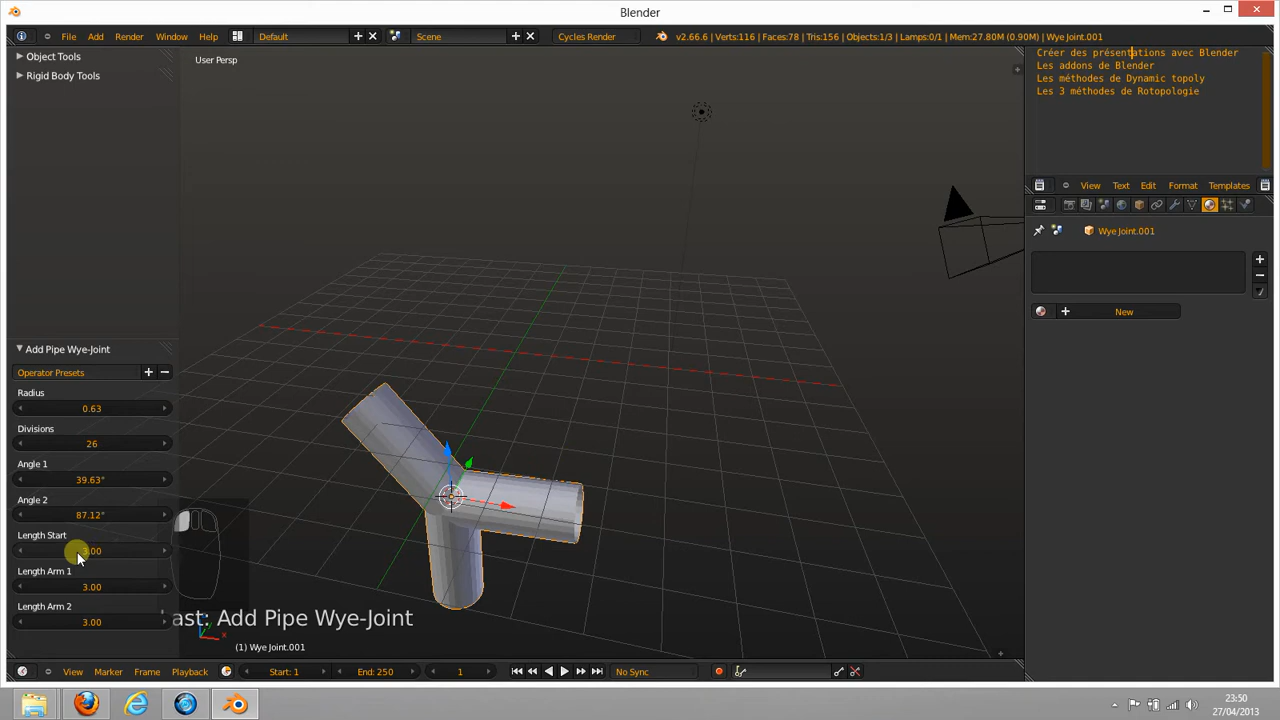 Blender
File Add Render Window Help Default Scene Cycles Render v2.66.6 | Verts:116 | Faces:78 | Tris:156 | Objects:1/3 | Lamps:0/1 | Mem:27.80M (0.90M) | Wye Joint.001
Object Tools
Rigid Body Tools
User Persp
Créer des présentations avec Blender
Les addons de Blender
Les méthodes de Dynamic topoly
Les 3 méthodes de Rotopologie
View Text Edit Format Templates
Wye Joint.001
New
Add Pipe Wye-Joint
Operator Presets
Radius
0.63
Divisions
26
Angle 1
39.63°
Angle 2
87.12°
Length Start
3.00
Length Arm 1
3.00
Length Arm 2
3.00
ast: Add Pipe Wye-Joint
x
(1) Wye Joint.001
View Marker Frame Playback Start: 1 End: 250 1 No Sync
23:50
27/04/2013